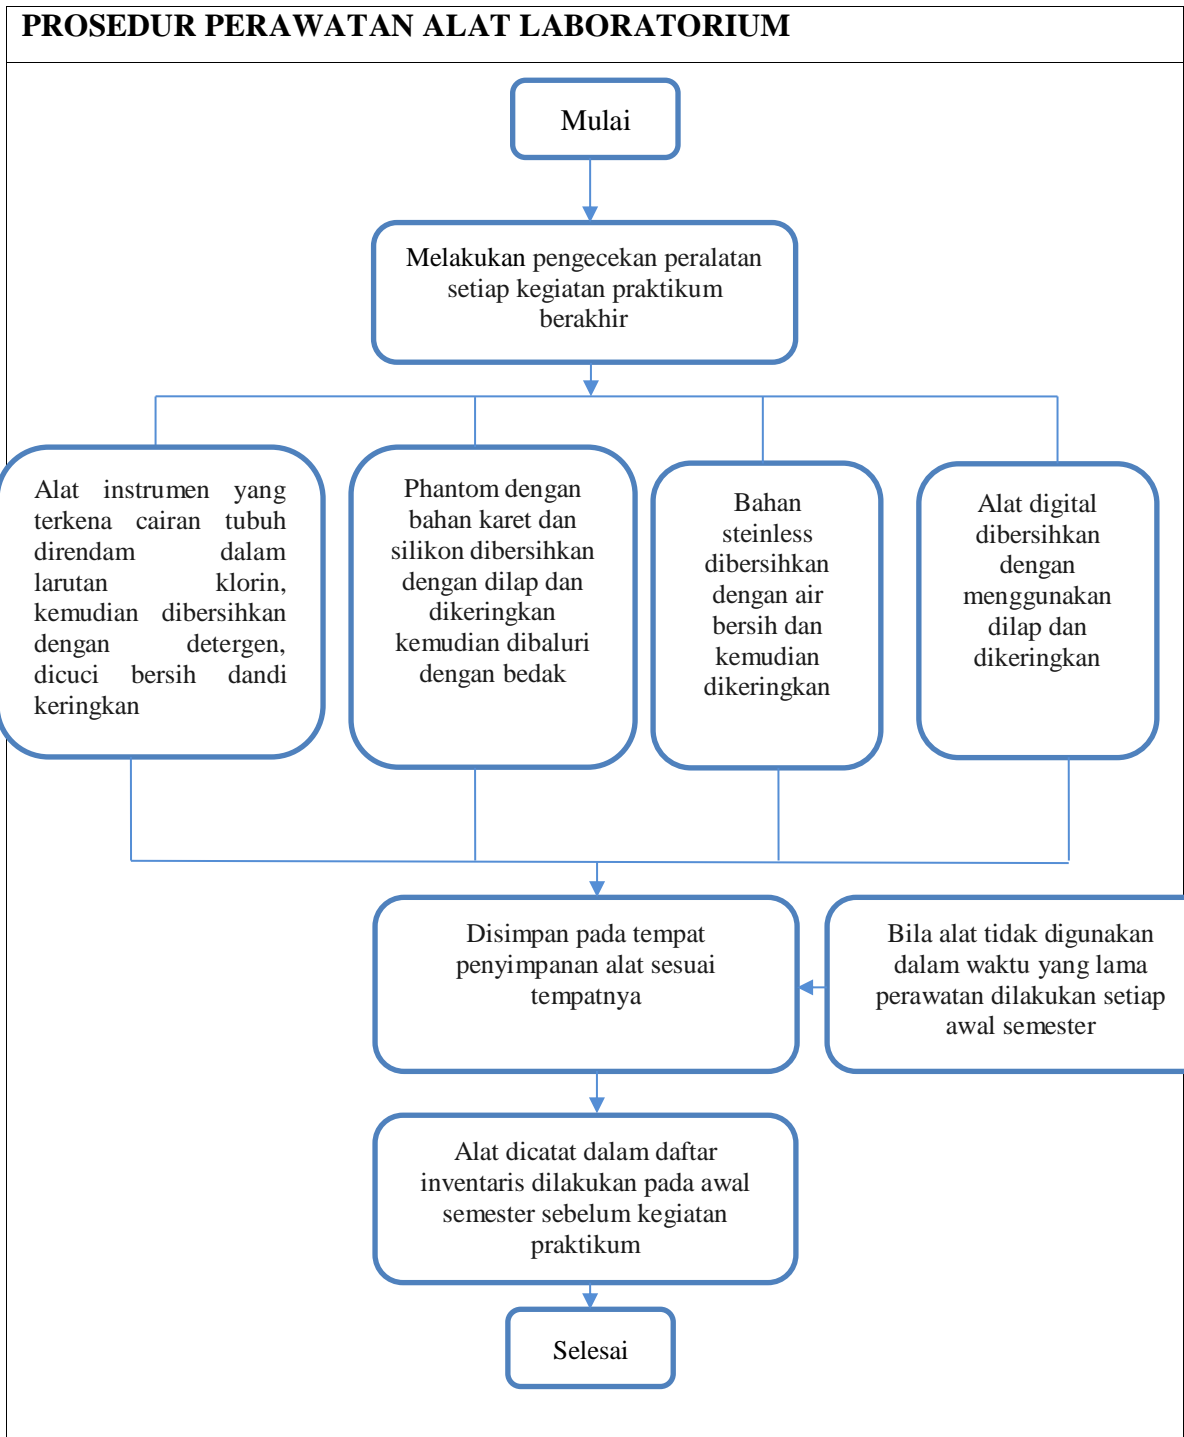 PROSEDUR PERAWATAN ALAT LABORATORIUM
Mulai
Melakukan pengecekan peralatan
setiap kegiatan praktikum
berakhir
Alat instrumen yang
terkena cairan tubuh
direndam dalam
larutan klorin,
kemudian dibersihkan
dengan detergen,
dicuci bersih dandi
keringkan
Phantom dengan
bahan karet dan
silikon dibersihkan
dengan dilap dan
dikeringkan
kemudian dibaluri
dengan bedak
Bahan
steinless
dibersihkan
dengan air
bersih dan
kemudian
dikeringkan
Alat digital
dibersihkan
dengan
menggunakan
dilap dan
dikeringkan
Disimpan pada tempat
penyimpanan alat sesuai
tempatnya
Bila alat tidak digunakan
dalam waktu yang lama
perawatan dilakukan setiap
awal semester
Alat dicatat dalam daftar
inventaris dilakukan pada awal
semester sebelum kegiatan
praktikum
Selesai